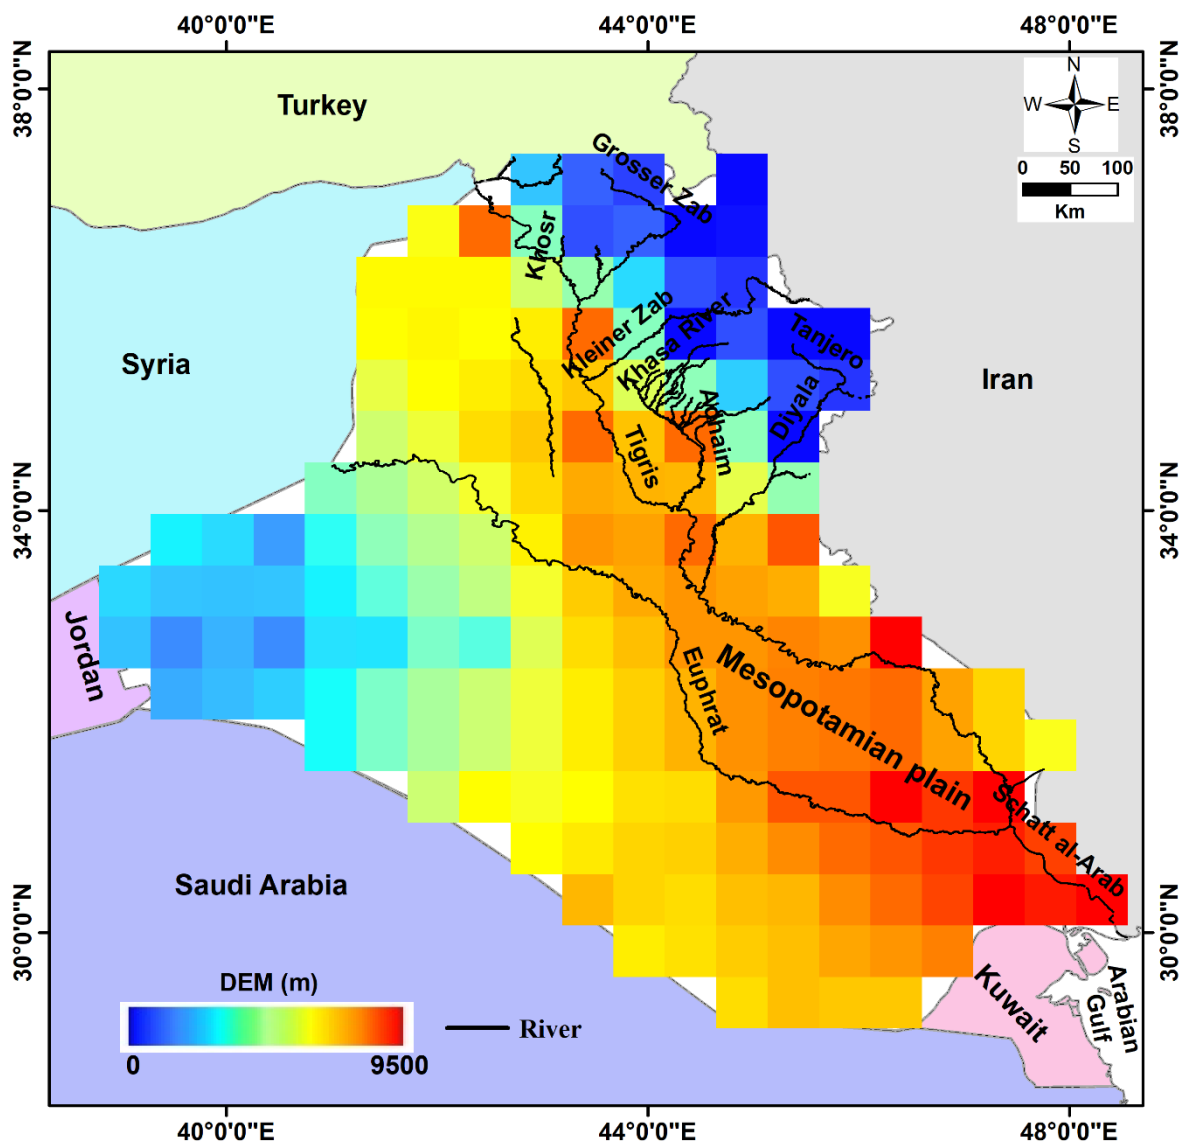 40°0'0"E
44°0'0"E
48°0'0"E
38°0'0"N
38°0'0"N
N
W
E
S
0
50
100
Km
Turkey
Grosser Zab
Khosr
Kleiner Zab
Khasa River
Tanjero
Syria
Iran
Diyala
Adhaim
Tigris
34°0'0"N
34°0'0"N
Jordan
Euphrat
Mesopotamian plain
Schatt al-Arab
Saudi Arabia
30°0'0"N
30°0'0"N
Kuwait
Arabian
Gulf
DEM (m)
0
9500
River
40°0'0"E
44°0'0"E
48°0'0"E